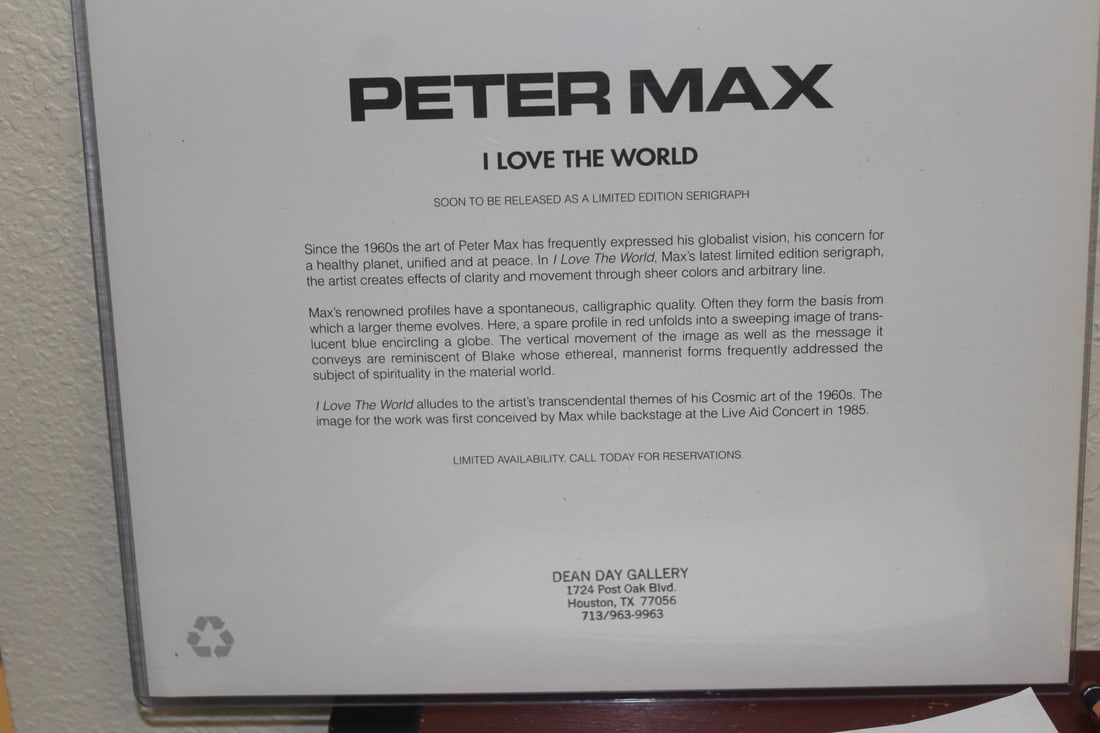 PETER MAX
I LOVE THE WORLD
SOON TO BE RELEASED AS A LIMITED EDITION SERIGRAPH
Since the 1960s the art of Peter Max has frequently expressed his globalist vision, his concern for
a healthy planet, unified and at peace. In I Love The World, Max's latest limited edition serigraph,
the artist creates effects of clarity and movement through sheer colors and arbitrary line.
Max's renowned profiles have a spontaneous, calligraphic quality. Often they form the basis from
which a larger theme evolves. Here, a spare profile in red unfolds into a sweeping image of trans-
lucent blue encircling a globe. The vertical movement of the image as well as the message it
conveys are reminiscent of Blake whose ethereal, mannerist forms frequently addressed the
subject of spirituality in the material world.
I Love The World alludes to the artist's transcendental themes of his Cosmic art of the 1960s. The
image for the work was first conceived by Max while backstage at the Live Aid Concert in 1985.
LIMITED AVAILABILITY. CALL TODAY FOR RESERVATIONS.
DEAN DAY GALLERY
1724 Post Oak Blvd.
Houston, TX 77056
713/963-9963